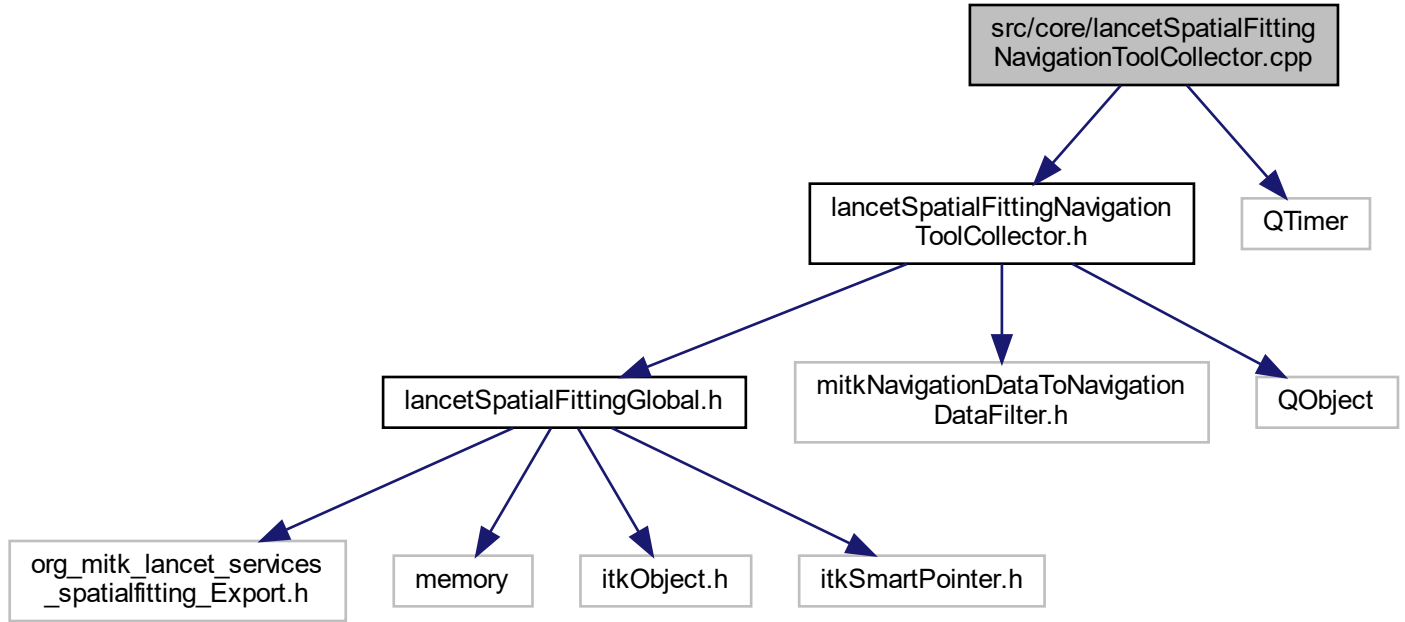 src/core/lancetSpatialFitting
NavigationToolCollector.cpp
lancetSpatialFittingNavigation
ToolCollector.h
QTimer
lancetSpatialFittingGlobal.h
mitkNavigationDataToNavigation
DataFilter.h
QObject
org_mitk_lancet_services
_spatialfitting_Export.h
memory
itkObject.h
itkSmartPointer.h